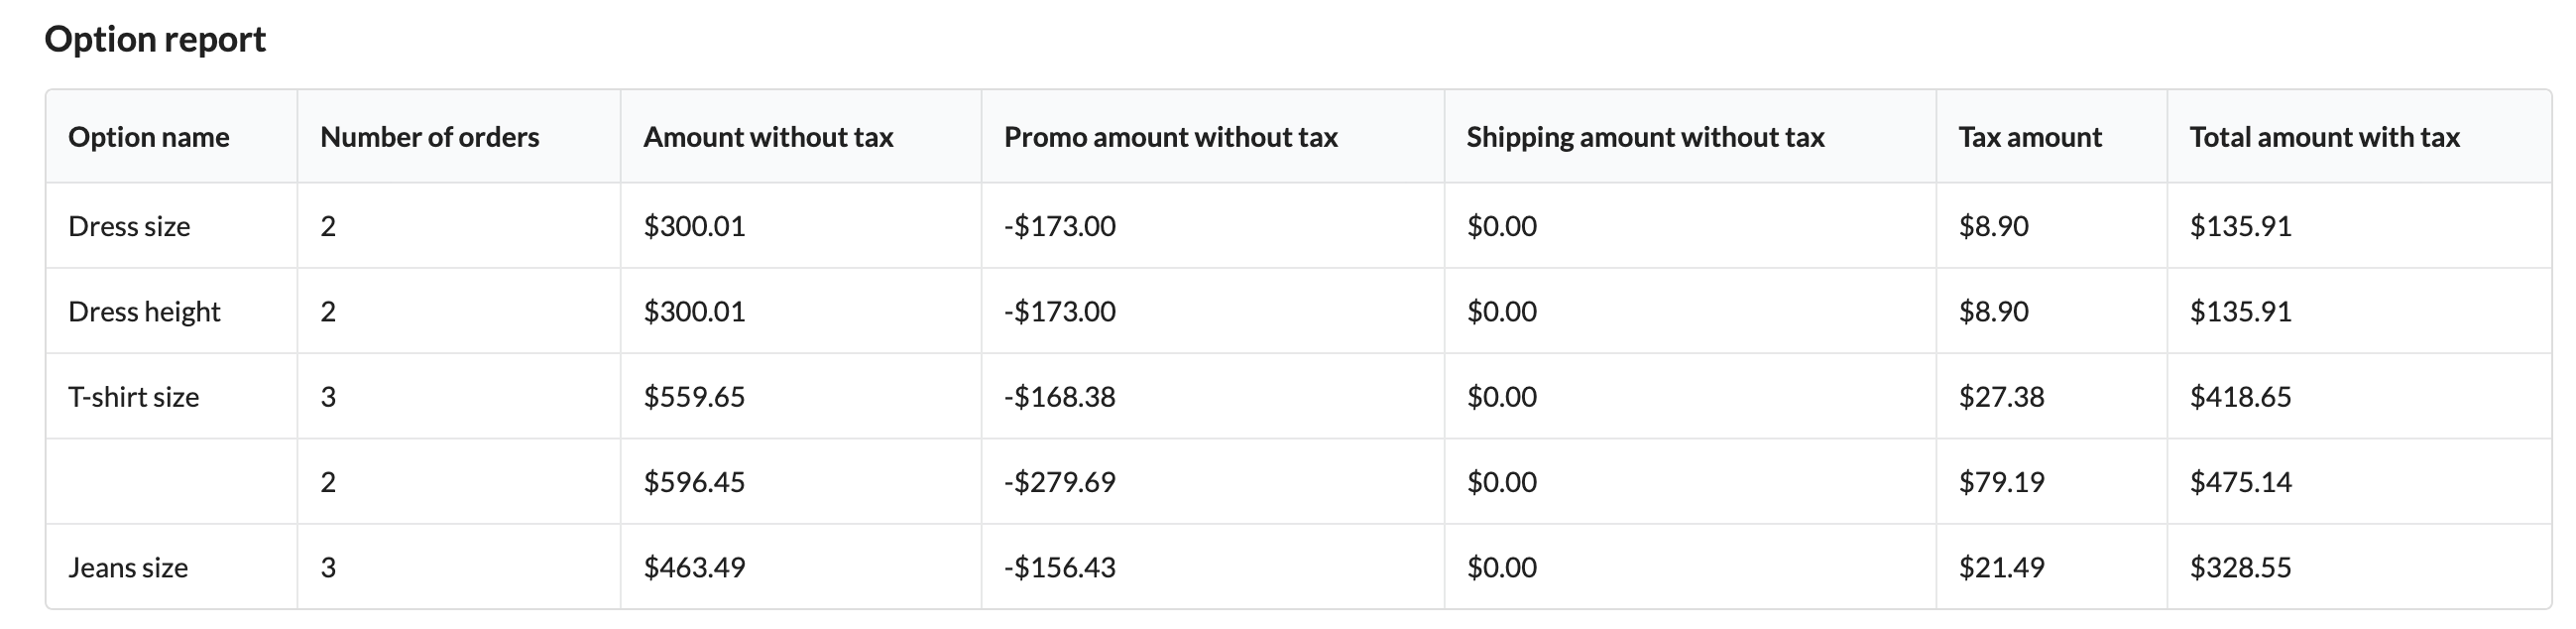 Option report
Option name Number of orders Amount without tax Promo amount without tax Shipping amount without tax Tax amount Total amount with tax
Dress size 2 $300.01 -$173.00 $0.00 $8.90 $135.91
Dress height 2 $300.01 -$173.00 $0.00 $8.90 $135.91
T-shirt size 3 $559.65 -$168.38 $0.00 $27.38 $418.65
2 $596.45 -$279.69 $0.00 $79.19 $475.14
Jeans size 3 $463.49 -$156.43 $0.00 $21.49 $328.55